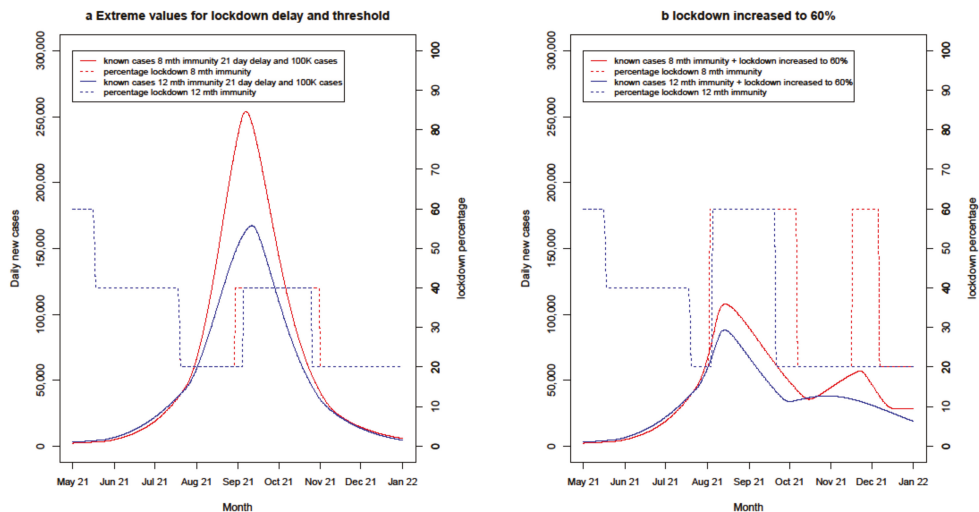 a Extreme values for lockdown delay and threshold
known cases 8 mth immunity 21 day delay and 100K cases
percentage lockdown 8 mth immunity
known cases 12 mth immunity 21 day delay and 100K cases
percentage lockdown 12 mth immunity
Daily new cases
300,000
250,000
200,000
150,000
100,000
50,000
0
lockdown percentage
100
90
80
70
60
50
40
30
20
10
0
May 21 Jun 21 Jul 21 Aug 21 Sep 21 Oct 21 Nov 21 Dec 21 Jan 22
Month
b lockdown increased to 60%
known cases 8 mth immunity + lockdown increased to 60%
percentage lockdown 8 mth immunity
known cases 12 mth immunity + lockdown increased to 60%
percentage lockdown 12 mth immunity
Daily new cases
300,000
250,000
200,000
150,000
100,000
50,000
0
lockdown percentage
100
90
80
70
60
50
40
30
20
10
0
May 21 Jun 21 Jul 21 Aug 21 Sep 21 Oct 21 Nov 21 Dec 21 Jan 22
Month